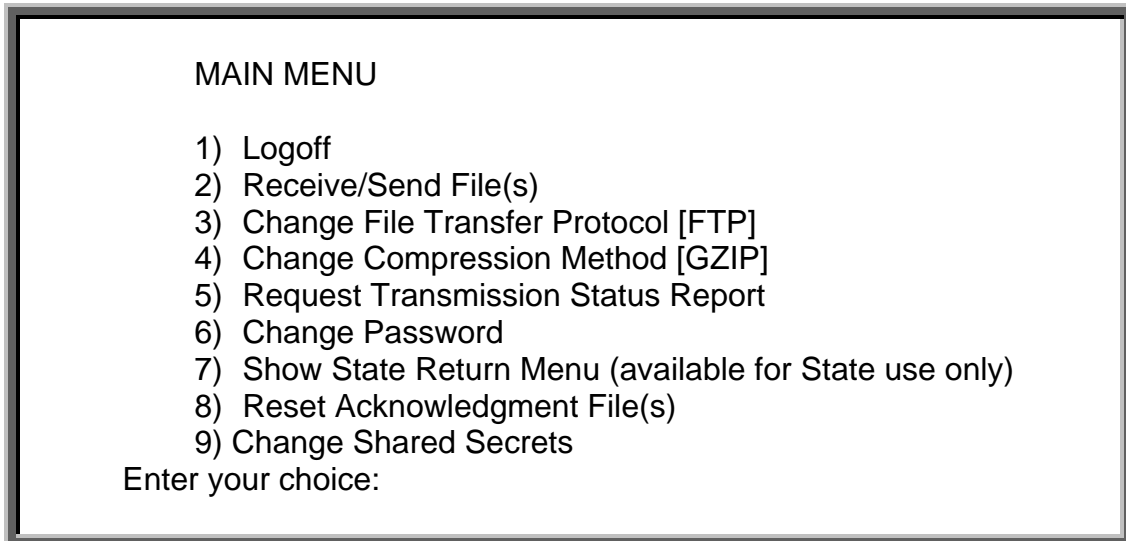 MAIN MENU
1) Logoff
2) Receive/Send File(s)
3) Change File Transfer Protocol [FTP]
4) Change Compression Method [GZIP]
5) Request Transmission Status Report
6) Change Password
7) Show State Return Menu (available for State use only)
8) Reset Acknowledgment File(s)
9) Change Shared Secrets
Enter your choice: